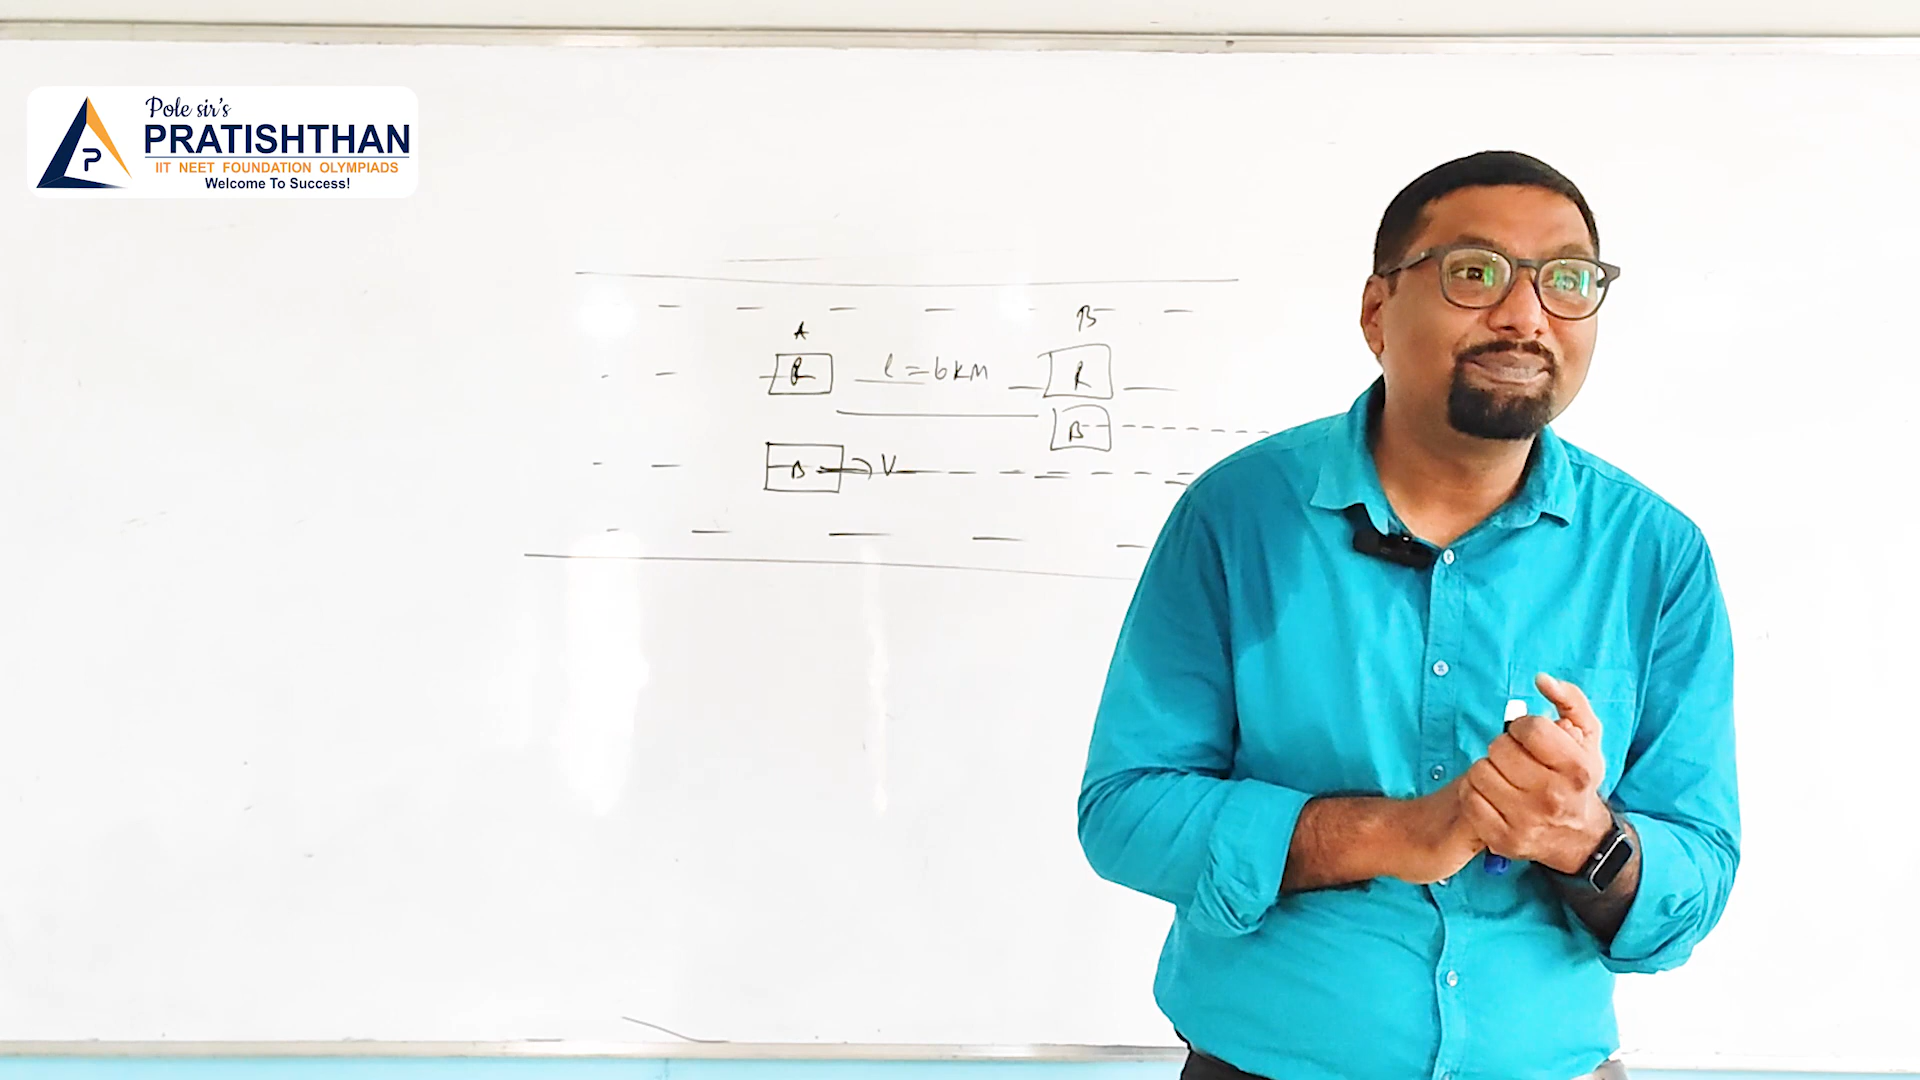 Pole sir's
PRATISHTHAN
IIT NEET FOUNDATION OLYMPIADS
Welcome To Success!
P
A
B
R
l = 6 KM
R
B
B
V